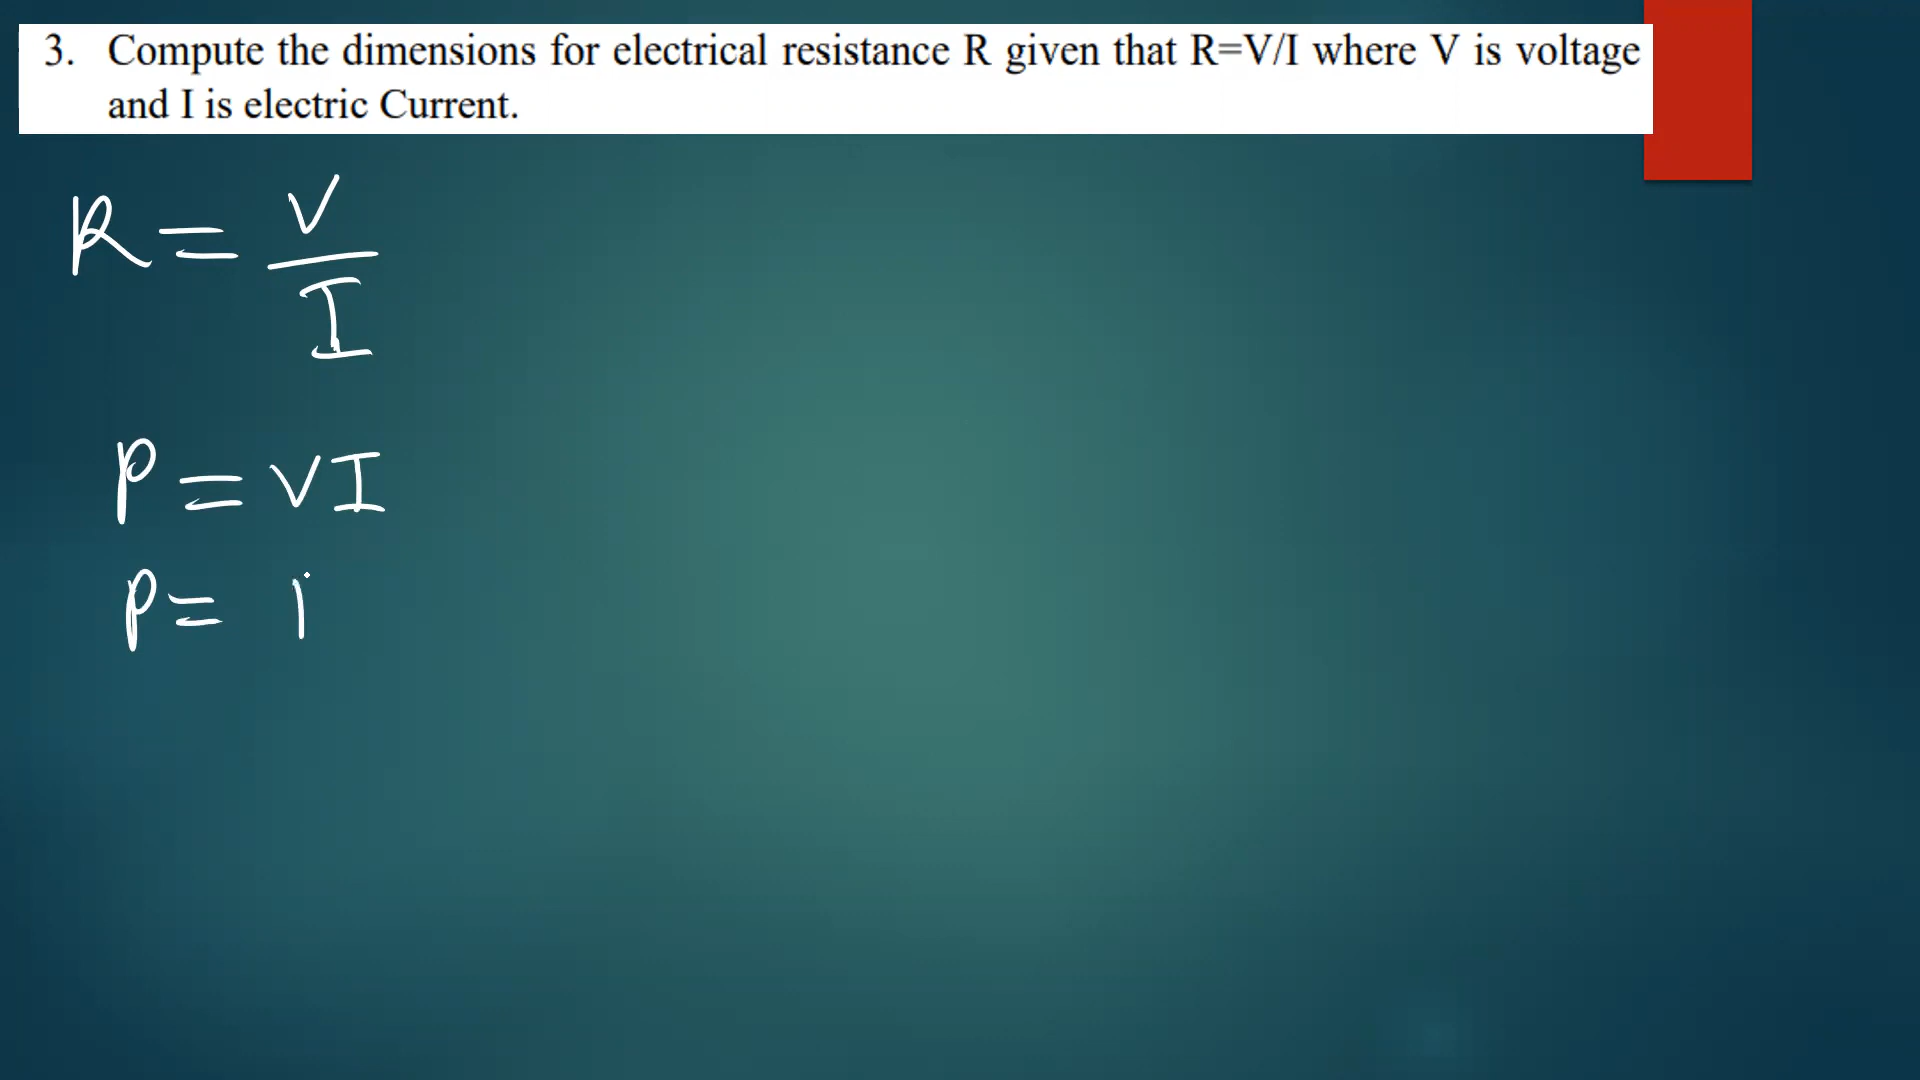 3. Compute the dimensions for electrical resistance R given that R=V/I where V is voltage
and I is electric Current.
R = V
I
P = VI
P =